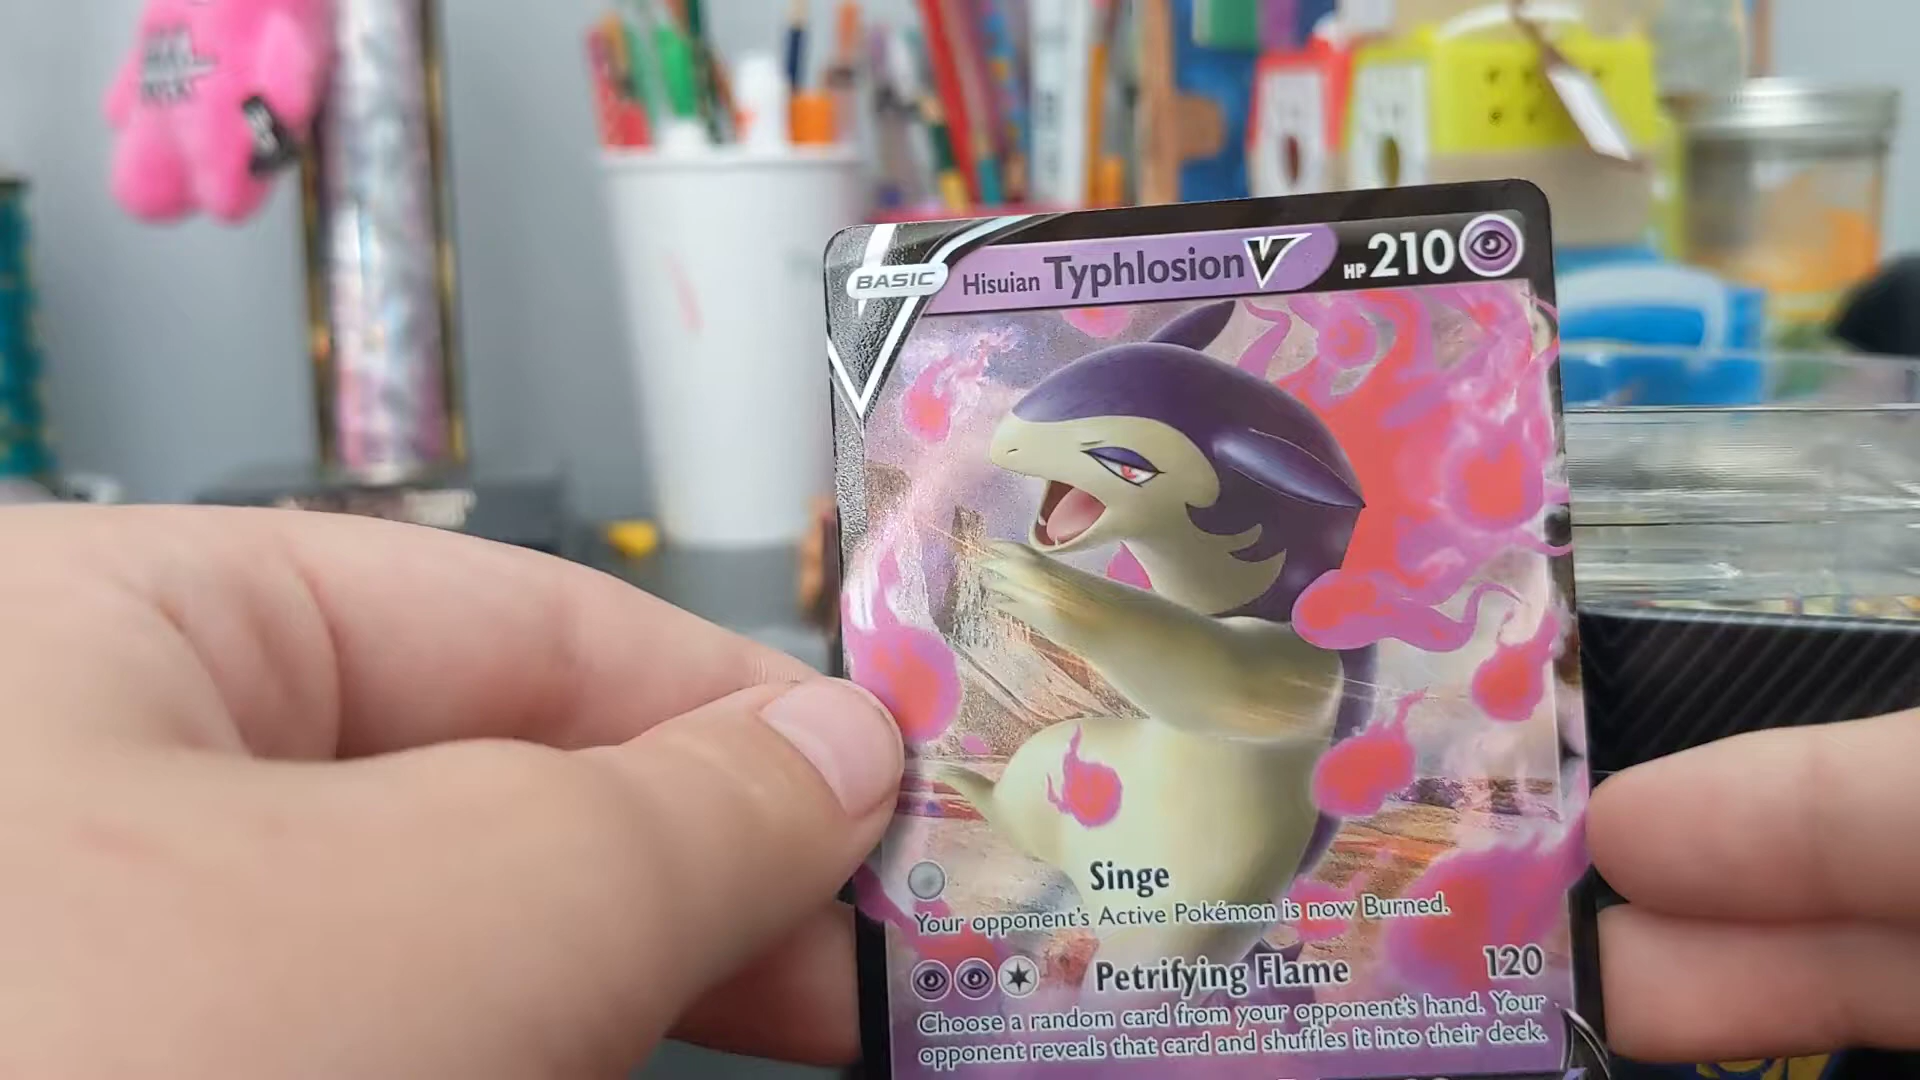 BASIC Hisuian Typhlosion V HP 210
Singe
Your opponent's Active Pokémon is now Burned.
Petrifying Flame 120
Choose a random card from your opponent's hand. Your
opponent reveals that card and shuffles it into their deck.